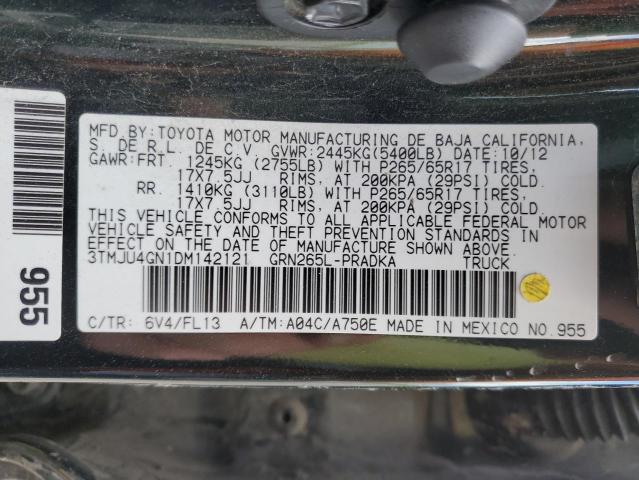 MFD.BY:TOYOTA MOTOR MANUFACTURING DE BAJA CALIFORNIA,
S. DE R.L. DE C.V. GVWR:2445KG(5400LB) DATE:10/12
GAWR:FRT. 1245KG (2755LB) WITH P265/65R17 TIRES,
17X7.5JJ RIMS, AT 200KPA (29PSI) COLD.
RR. 1410KG (3110LB) WITH P265/65R17 TIRES,
17X7.5JJ RIMS, AT 200KPA (29PSI) COLD.
THIS VEHICLE CONFORMS TO ALL APPLICABLE FEDERAL MOTOR
VEHICLE SAFETY AND THEFT PREVENTION STANDARDS IN
EFFECT ON THE DATE OF MANUFACTURE SHOWN ABOVE.
3TMJU4GN1DM142121 GRN265L-PRADKA TRUCK
C/TR: 6V4/FL13 A/TM:A04C/A750E MADE IN MEXICO NO.955
955